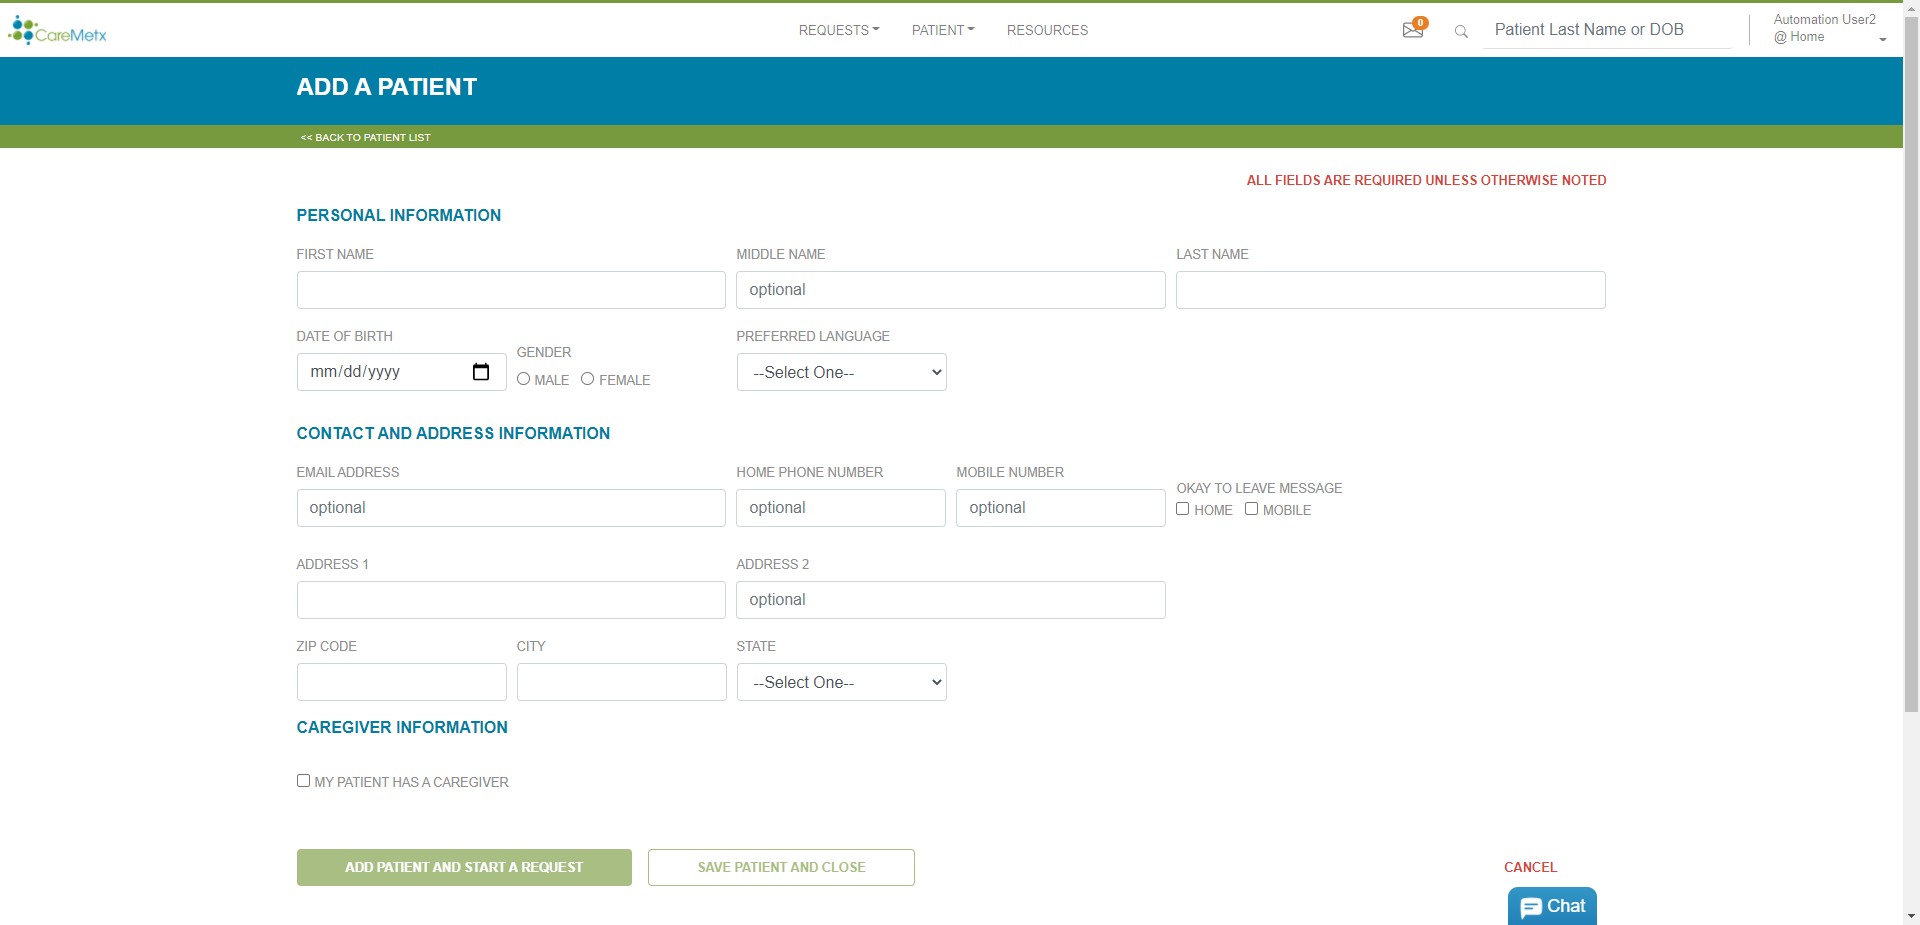 CareMetx
REQUESTS PATIENT RESOURCES 0 Patient Last Name or DOB Automation User2
@ Home
ADD A PATIENT
<< BACK TO PATIENT LIST
ALL FIELDS ARE REQUIRED UNLESS OTHERWISE NOTED
PERSONAL INFORMATION
FIRST NAME MIDDLE NAME LAST NAME
optional
DATE OF BIRTH PREFERRED LANGUAGE
GENDER
mm/dd/yyyy MALE FEMALE --Select One--
CONTACT AND ADDRESS INFORMATION
EMAIL ADDRESS HOME PHONE NUMBER MOBILE NUMBER
OKAY TO LEAVE MESSAGE
optional optional optional HOME MOBILE
ADDRESS 1 ADDRESS 2
optional
ZIP CODE CITY STATE
--Select One--
CAREGIVER INFORMATION
MY PATIENT HAS A CAREGIVER
ADD PATIENT AND START A REQUEST SAVE PATIENT AND CLOSE CANCEL
Chat